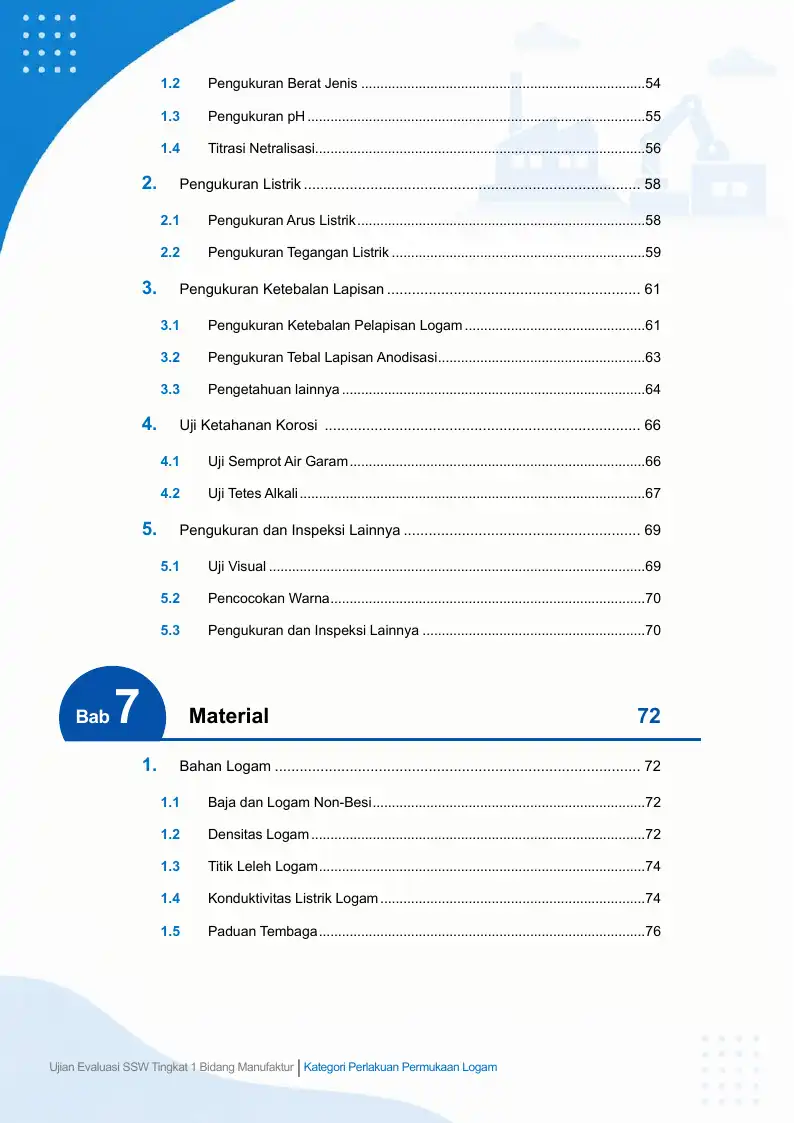 1.2 Pengukuran Berat Jenis ..........................................................................54
1.3 Pengukuran pH ........................................................................................55
1.4 Titrasi Netralisasi......................................................................................56
2. Pengukuran Listrik ................................................................................. 58
2.1 Pengukuran Arus Listrik...........................................................................58
2.2 Pengukuran Tegangan Listrik ..................................................................59
3. Pengukuran Ketebalan Lapisan ............................................................. 61
3.1 Pengukuran Ketebalan Pelapisan Logam ...............................................61
3.2 Pengukuran Tebal Lapisan Anodisasi......................................................63
3.3 Pengetahuan lainnya ...............................................................................64
4. Uji Ketahanan Korosi ............................................................................ 66
4.1 Uji Semprot Air Garam.............................................................................66
4.2 Uji Tetes Alkali..........................................................................................67
5. Pengukuran dan Inspeksi Lainnya ......................................................... 69
5.1 Uji Visual ..................................................................................................69
5.2 Pencocokan Warna..................................................................................70
5.3 Pengukuran dan Inspeksi Lainnya ..........................................................70
Bab 7 Material 72
1. Bahan Logam ........................................................................................ 72
1.1 Baja dan Logam Non-Besi.......................................................................72
1.2 Densitas Logam.......................................................................................72
1.3 Titik Leleh Logam.....................................................................................74
1.4 Konduktivitas Listrik Logam .....................................................................74
1.5 Paduan Tembaga.....................................................................................76
Ujian Evaluasi SSW Tingkat 1 Bidang Manufaktur | Kategori Perlakuan Permukaan Logam